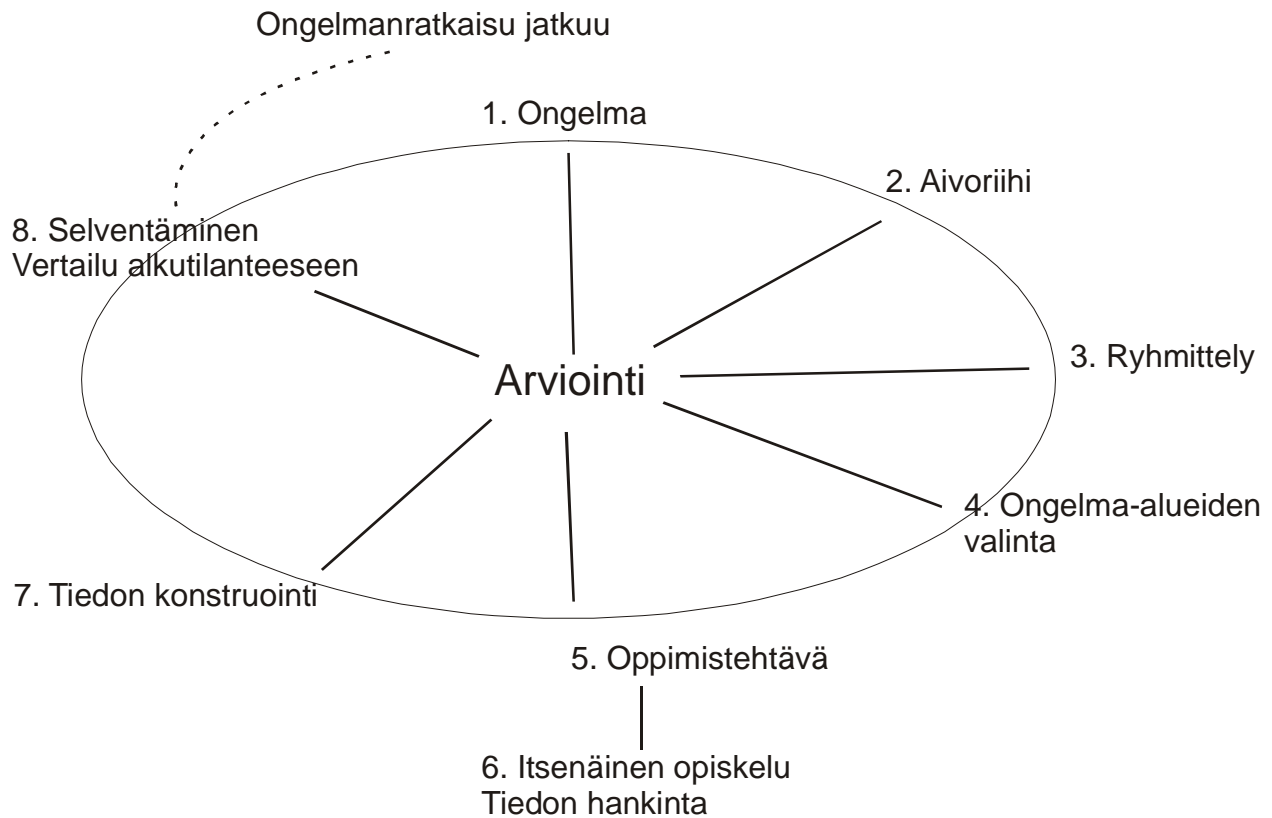 Ongelmanratkaisu jatkuu
1. Ongelma
2. Aivoriihi
3. Ryhmittely
4. Ongelma-alueiden
valinta
5. Oppimistehtävä
6. Itsenäinen opiskelu
Tiedon hankinta
7. Tiedon konstruointi
8. Selventäminen
Vertailu alkutilanteeseen
Arviointi